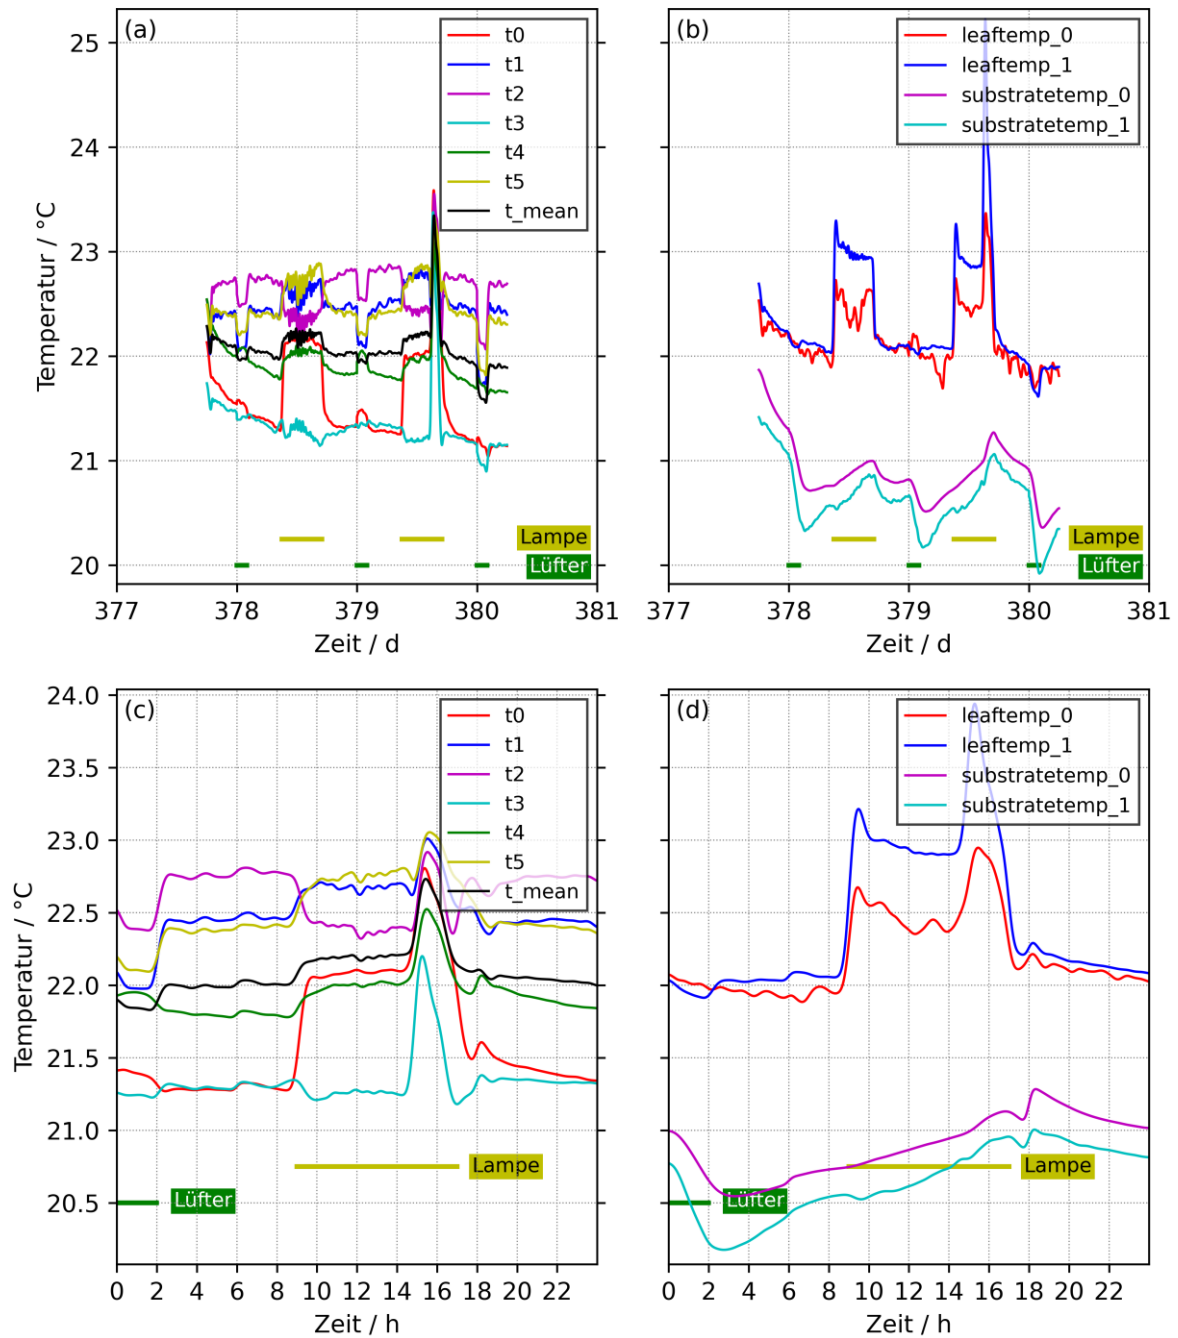 (a)
t0
t1
t2
t3
t4
t5
t_mean
25
24
23
22
21
20
Temperatur / °C
Lampe
Lüfter
377 378 379 380 381
Zeit / d
(b)
leaftemp_0
leaftemp_1
substratetemp_0
substratetemp_1
Lampe
Lüfter
377 378 379 380 381
Zeit / d
(c)
t0
t1
t2
t3
t4
t5
t_mean
24.0
23.5
23.0
22.5
22.0
21.5
21.0
20.5
Temperatur / °C
Lampe
Lüfter
0 2 4 6 8 10 12 14 16 18 20 22
Zeit / h
(d)
leaftemp_0
leaftemp_1
substratetemp_0
substratetemp_1
Lampe
Lüfter
0 2 4 6 8 10 12 14 16 18 20 22
Zeit / h